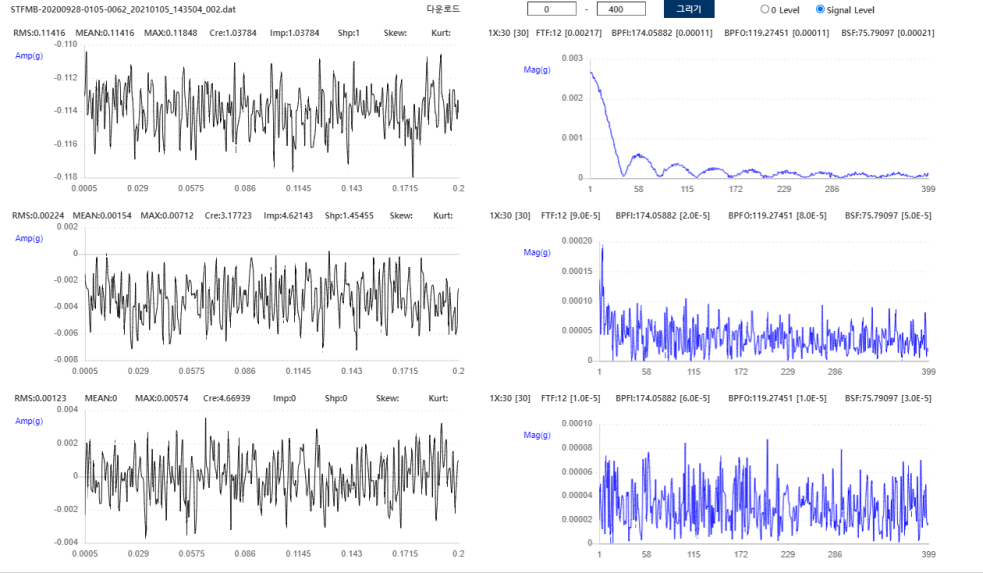 STFMB-20200928-0105-0062_20210105_143504_002.dat 다운로드 0 - 400 그리기 0 Level Signal Level
RMS:0.11416 MEAN:0.11416 MAX:0.11848 Cre:1.03784 Imp:1.03784 Shp:1 Skew: Kurt:
Amp(g)
-0.110
-0.112
-0.114
-0.116
-0.118
0.0005 0.029 0.0575 0.086 0.1145 0.143 0.1715 0.2
1X:30 [30] FTF:12 [0.00217] BPFI:174.05882 [0.00011] BPFO:119.27451 [0.00011] BSF:75.79097 [0.00021]
Mag(g)
0.003
0.002
0.001
0
1 58 115 172 229 286 399
RMS:0.00224 MEAN:0.00154 MAX:0.00712 Cre:3.17723 Imp:4.62143 Shp:1.45455 Skew: Kurt:
Amp(g)
0.002
0
-0.002
-0.004
-0.006
-0.008
0.0005 0.029 0.0575 0.086 0.1145 0.143 0.1715 0.2
1X:30 [30] FTF:12 [9.0E-5] BPFI:174.05882 [2.0E-5] BPFO:119.27451 [8.0E-5] BSF:75.79097 [5.0E-5]
Mag(g)
0.00020
0.00015
0.00010
0.00005
0
1 58 115 172 229 286 399
RMS:0.00123 MEAN:0 MAX:0.00574 Cre:4.66939 Imp:0 Shp:0 Skew: Kurt:
Amp(g)
0.004
0.002
0
-0.002
-0.004
0.0005 0.029 0.0575 0.086 0.1145 0.143 0.1715 0.2
1X:30 [30] FTF:12 [1.0E-5] BPFI:174.05882 [6.0E-5] BPFO:119.27451 [1.0E-5] BSF:75.79097 [3.0E-5]
Mag(g)
0.00010
0.00008
0.00006
0.00004
0.00002
0
1 58 115 172 229 286 399